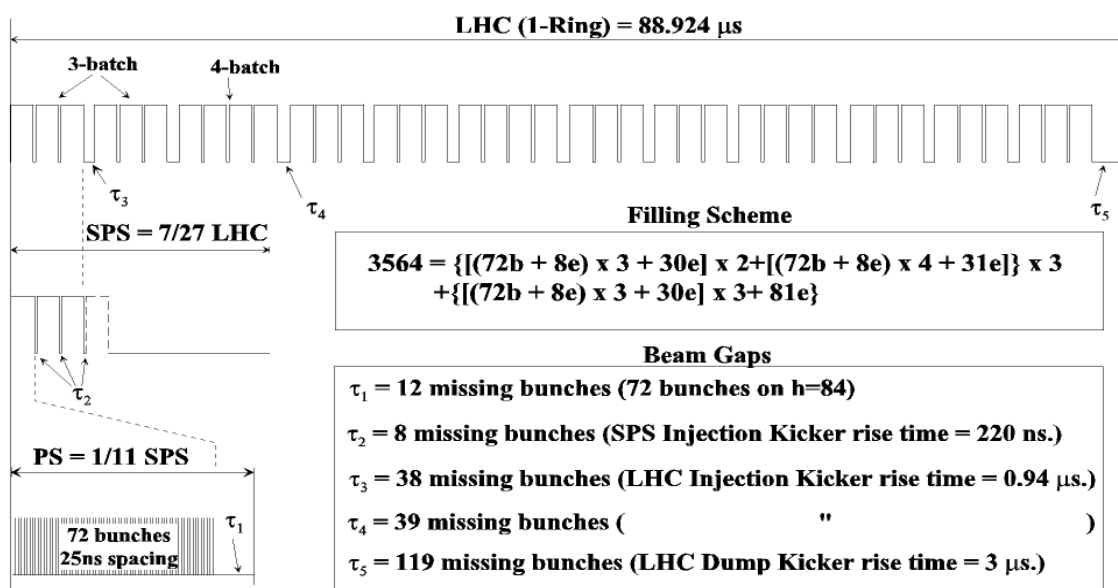 LHC (1-Ring) = 88.924 μs
3-batch
4-batch
τ3
τ4
τ5
SPS = 7/27 LHC
Filling Scheme
3564 = {[(72b + 8e) x 3 + 30e] x 2+[(72b + 8e) x 4 + 31e]} x 3
+{[(72b + 8e) x 3 + 30e] x 3+ 81e}
τ2
PS = 1/11 SPS
τ1
72 bunches
25ns spacing
Beam Gaps
τ1 = 12 missing bunches (72 bunches on h=84)
τ2 = 8 missing bunches (SPS Injection Kicker rise time = 220 ns.)
τ3 = 38 missing bunches (LHC Injection Kicker rise time = 0.94 μs.)
τ4 = 39 missing bunches ( " )
τ5 = 119 missing bunches (LHC Dump Kicker rise time = 3 μs.)